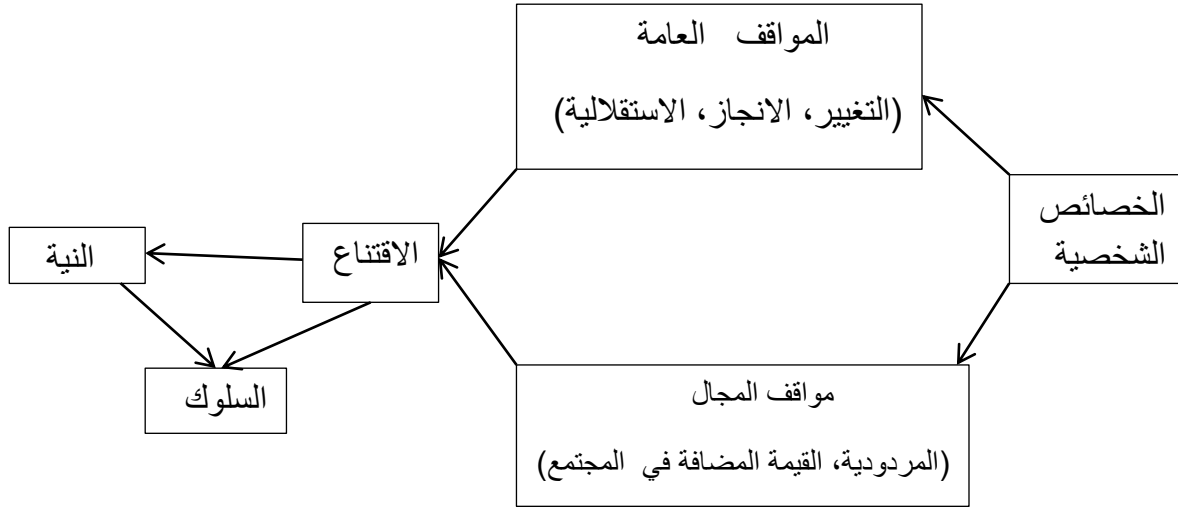 المواقف العامة
(التغيير، الانجاز، الاستقلالية)
الخصائص
الشخصية
الاقتناع
النية
السلوك
مواقف المجال
(المردودية، القيمة المضافة في المجتمع)